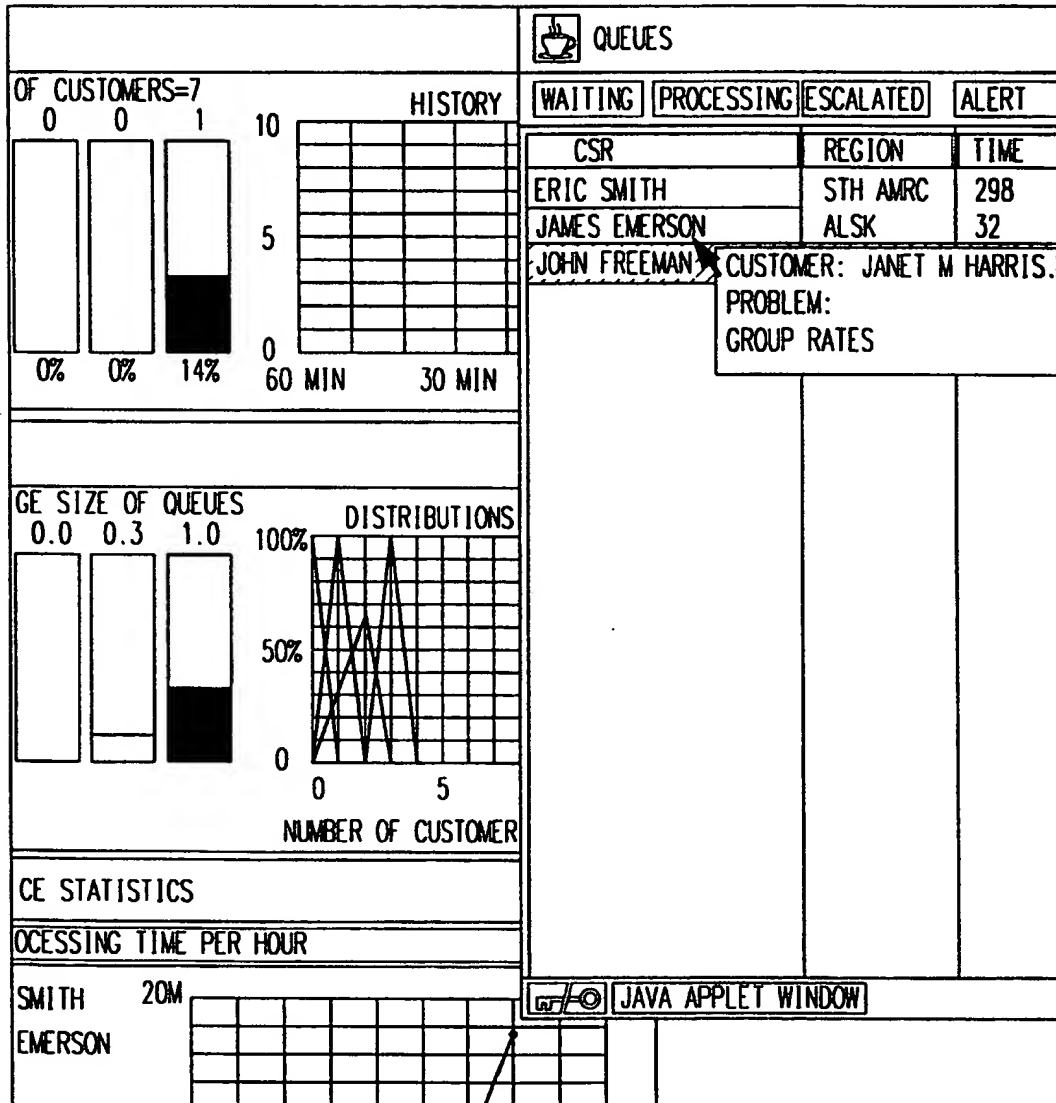 OF CUSTOMERS=7
0 0 1
HISTORY
10
5
0
0% 0% 14%
60 MIN 30 MIN
GE SIZE OF QUEUES
0.0 0.3 1.0
DISTRIBUTIONS
100%
50%
0
0 5
NUMBER OF CUSTOMER
CE STATISTICS
OCESSING TIME PER HOUR
SMITH 20M
EMERSON
QUEUES
WAITING PROCESSING ESCALATED ALERT
CSR REGION TIME
ERIC SMITH STH AMRC 298
JAMES EMERSON ALSK 32
JOHN FREEMAN
CUSTOMER: JANET M HARRIS.
PROBLEM:
GROUP RATES
JAVA APPLET WINDOW